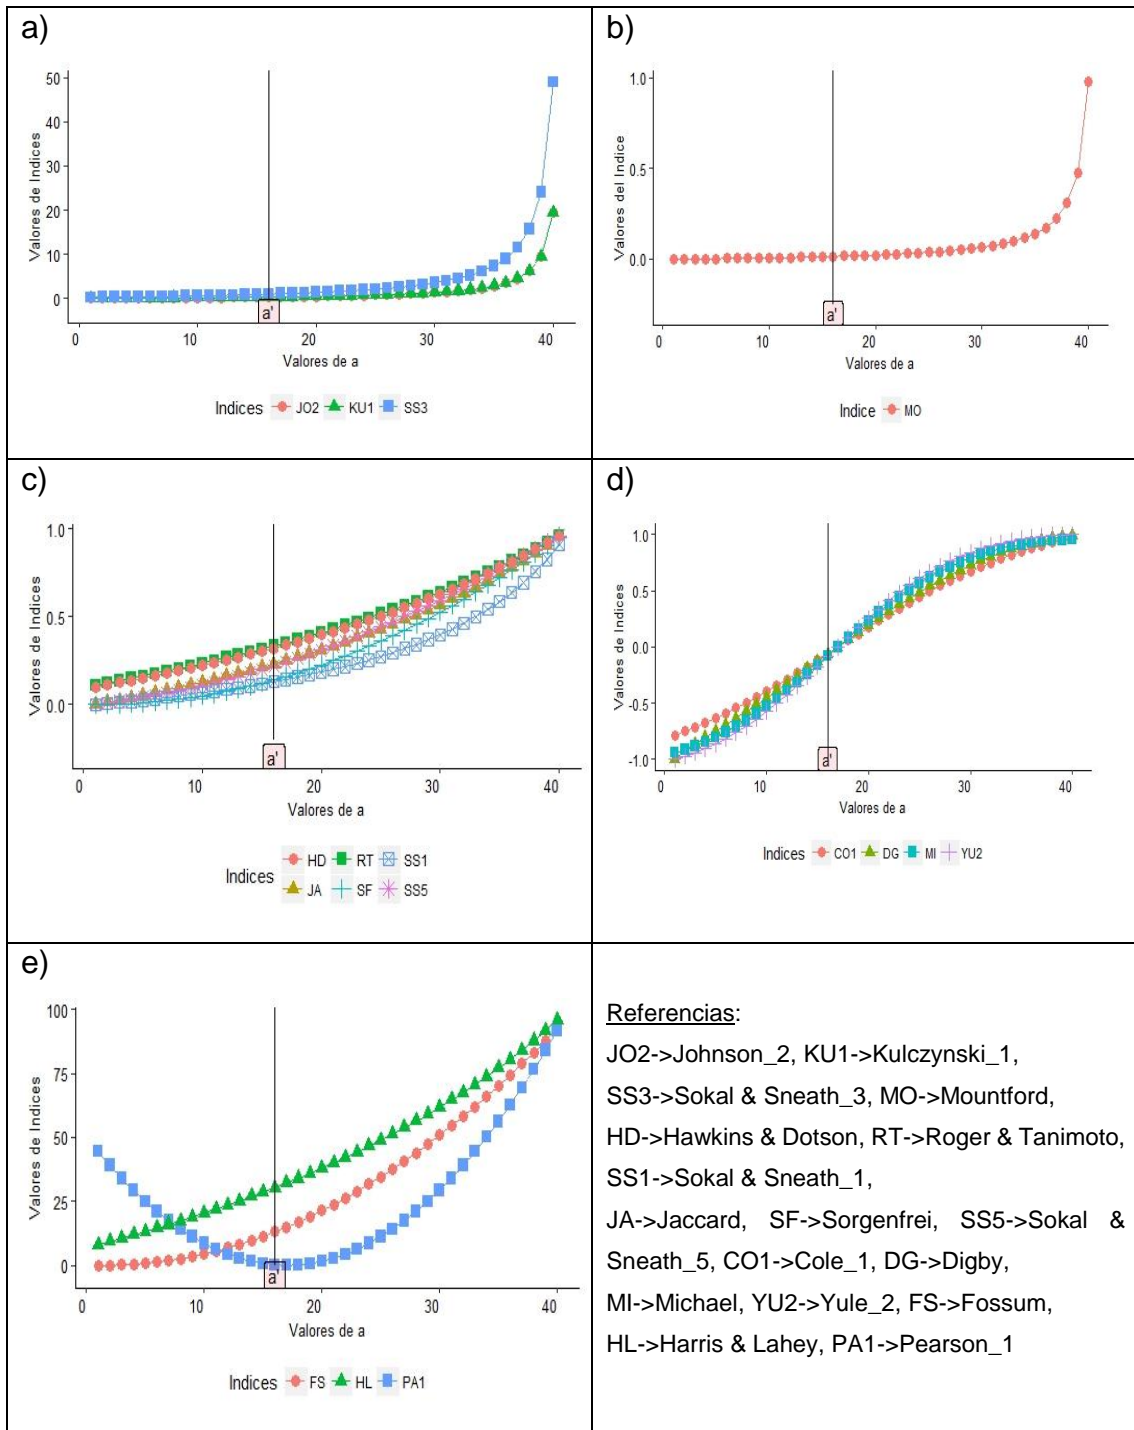 a)
50
40
30
20
10
0
Valores de Indices
a'
0 10 20 30 40
Valores de a
Indices JO2 KU1 SS3
b)
1.0
0.5
0.0
Valores del Indice
a'
0 10 20 30 40
Valores de a
Indice MO
c)
1.0
0.5
0.0
Valores de Indices
a'
0 10 20 30 40
Valores de a
Indices
HD RT SS1
JA SF SS5
d)
1.0
0.5
0.0
-0.5
-1.0
Valores de Indices
a'
0 10 20 30 40
Valores de a
Indices CO1 DG MI YU2
e)
100
75
50
25
0
Valores de Indices
a'
0 10 20 30 40
Valores de a
Indices FS HL PA1
Referencias:
JO2->Johnson_2, KU1->Kulczynski_1,
SS3->Sokal & Sneath_3, MO->Mountford,
HD->Hawkins & Dotson, RT->Roger & Tanimoto,
SS1->Sokal & Sneath_1,
JA->Jaccard, SF->Sorgenfrei, SS5->Sokal &
Sneath_5, CO1->Cole_1, DG->Digby,
MI->Michael, YU2->Yule_2, FS->Fossum,
HL->Harris & Lahey, PA1->Pearson_1